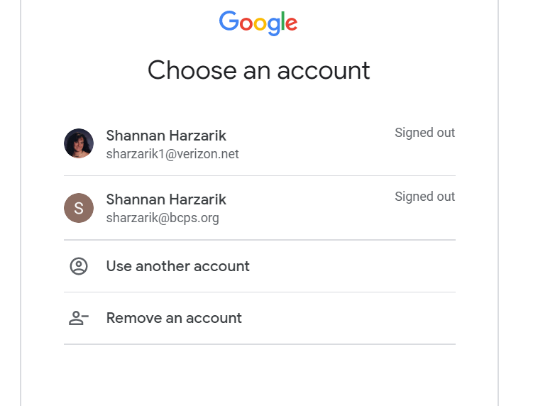 Google
Choose an account
Shannan Harzarik
Signed out
sharzarik1@verizon.net
S
Shannan Harzarik
Signed out
sharzarik@bcps.org
Use another account
Remove an account